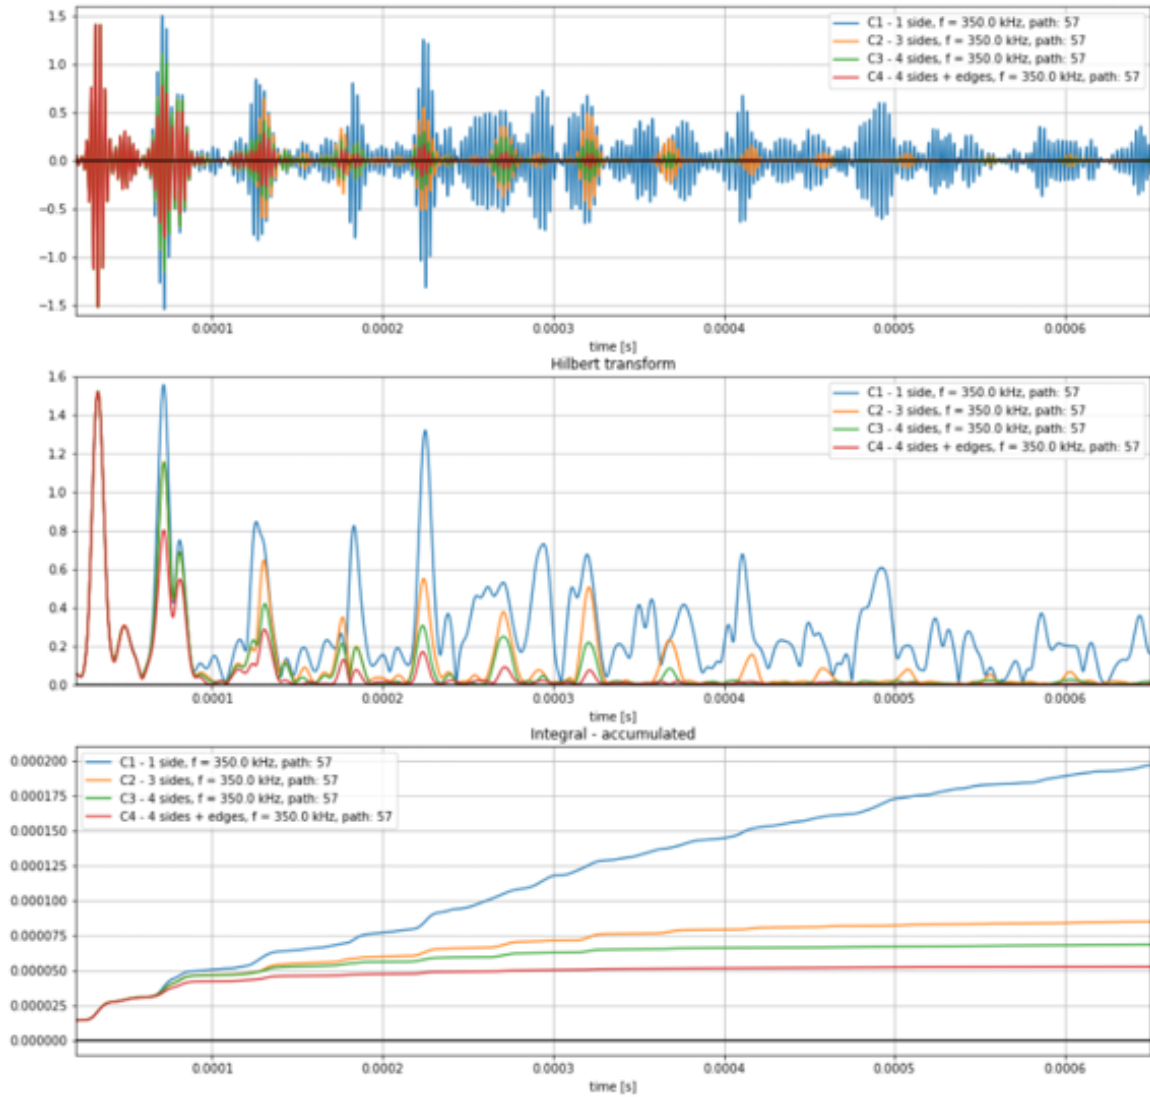 1.5
1.0
0.5
0.0
−0.5
−1.0
−1.5
C1 - 1 side, f = 350.0 kHz, path: 57
C2 - 3 sides, f = 350.0 kHz, path: 57
C3 - 4 sides, f = 350.0 kHz, path: 57
C4 - 4 sides + edges, f = 350.0 kHz, path: 57
0.0001 0.0002 0.0003 0.0004 0.0005 0.0006
time [s]
Hilbert transform
1.6
1.4
1.2
1.0
0.8
0.6
0.4
0.2
0.0
C1 - 1 side, f = 350.0 kHz, path: 57
C2 - 3 sides, f = 350.0 kHz, path: 57
C3 - 4 sides, f = 350.0 kHz, path: 57
C4 - 4 sides + edges, f = 350.0 kHz, path: 57
0.0001 0.0002 0.0003 0.0004 0.0005 0.0006
time [s]
Integral - accumulated
0.000200
0.000175
0.000150
0.000125
0.000100
0.000075
0.000050
0.000025
0.000000
C1 - 1 side, f = 350.0 kHz, path: 57
C2 - 3 sides, f = 350.0 kHz, path: 57
C3 - 4 sides, f = 350.0 kHz, path: 57
C4 - 4 sides + edges, f = 350.0 kHz, path: 57
0.0001 0.0002 0.0003 0.0004 0.0005 0.0006
time [s]